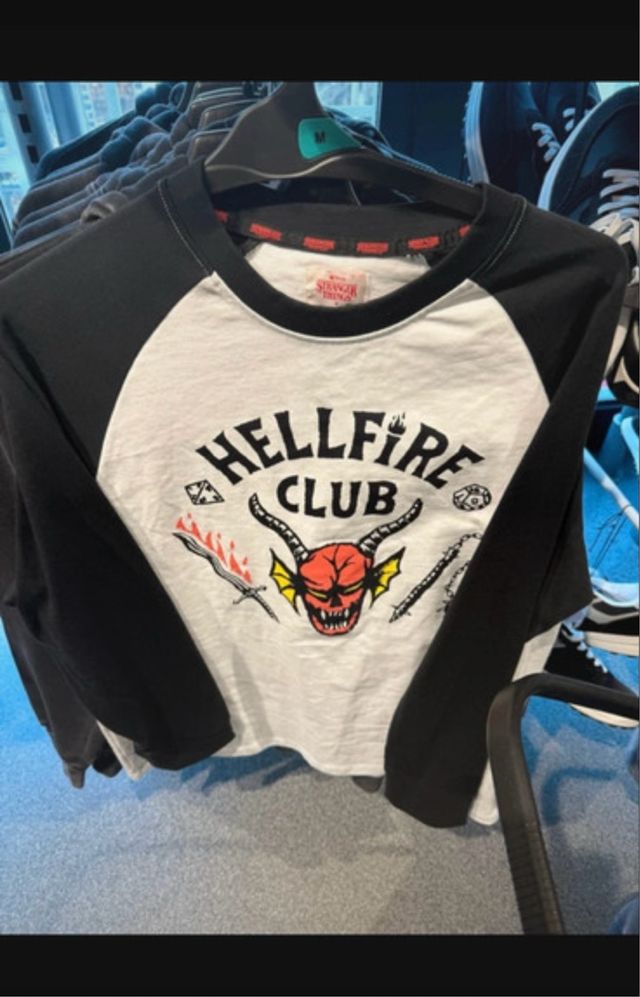 M
STRANGER
THINGS
HELLFiRE
CLUB